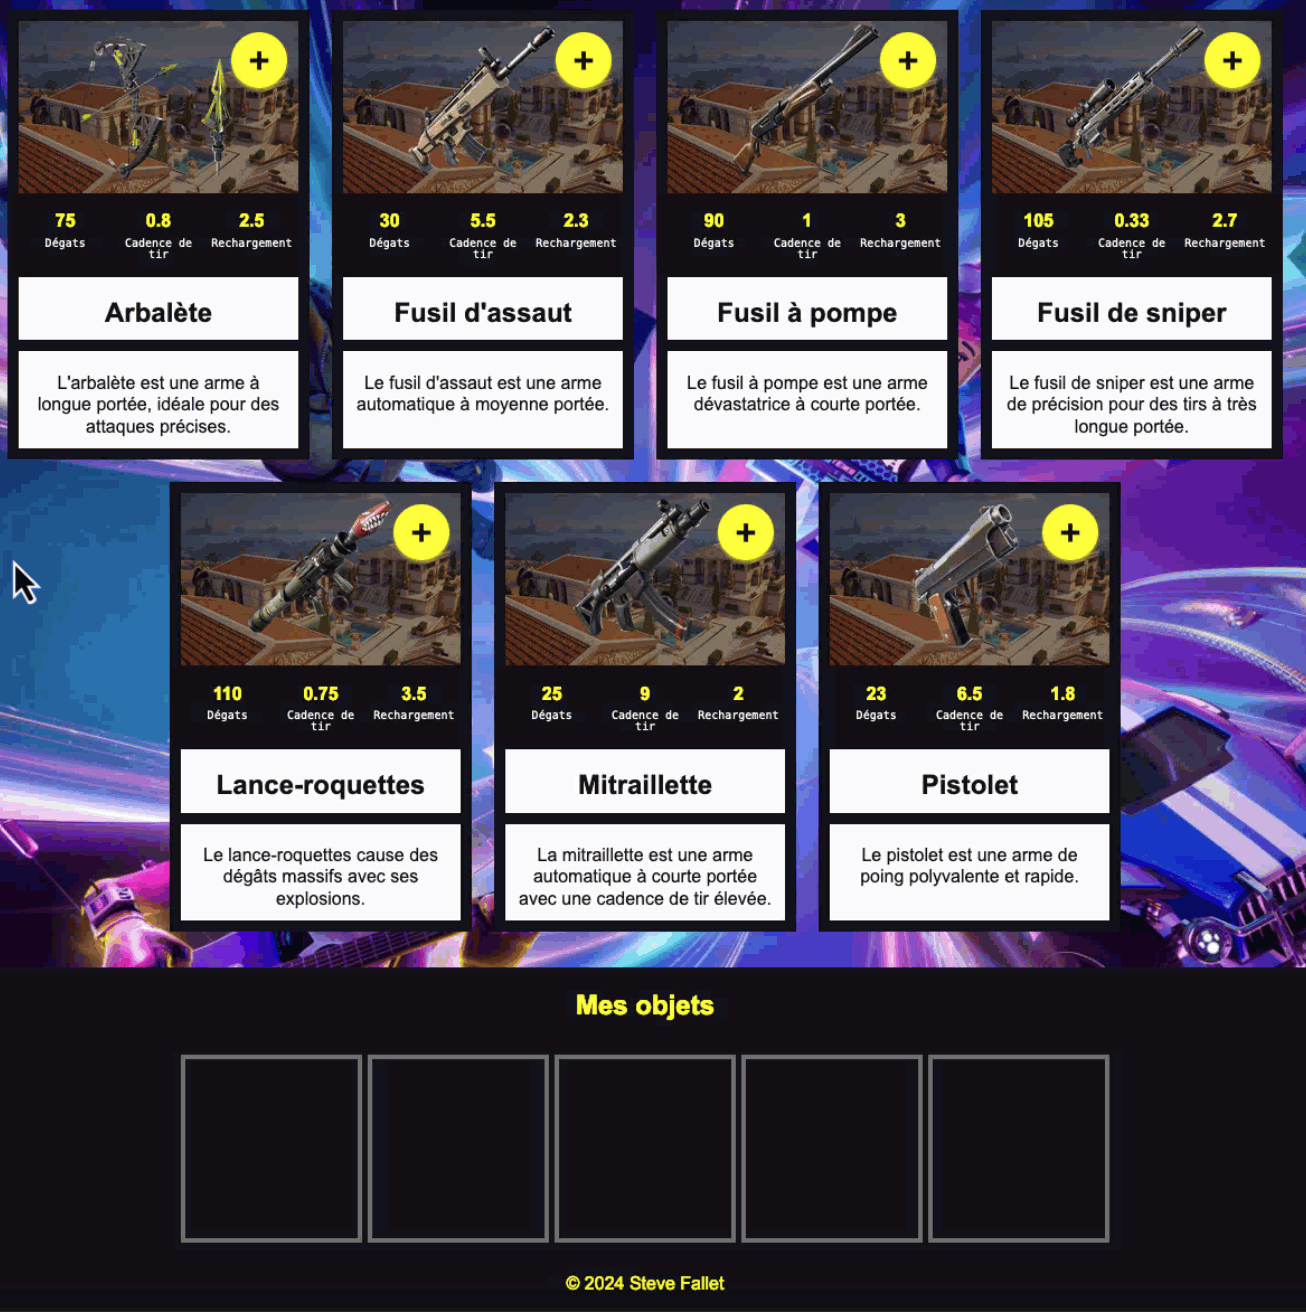 +
+
+
+
75 0.8 2.5
Dégats Cadence de tir Rechargement
30 5.5 2.3
Dégats Cadence de tir Rechargement
90 1 3
Dégats Cadence de tir Rechargement
105 0.33 2.7
Dégats Cadence de tir Rechargement
Arbalète
Fusil d'assaut
Fusil à pompe
Fusil de sniper
L'arbalète est une arme à
longue portée, idéale pour des
attaques précises.
Le fusil d'assaut est une arme
automatique à moyenne portée.
Le fusil à pompe est une arme
dévastatrice à courte portée.
Le fusil de sniper est une arme
de précision pour des tirs à très
longue portée.
+
+
+
110 0.75 3.5
Dégats Cadence de tir Rechargement
25 9 2
Dégats Cadence de tir Rechargement
23 6.5 1.8
Dégats Cadence de tir Rechargement
Lance-roquettes
Mitraillette
Pistolet
Le lance-roquettes cause des
dégâts massifs avec ses
explosions.
La mitraillette est une arme
automatique à courte portée
avec une cadence de tir élevée.
Le pistolet est une arme de
poing polyvalente et rapide.
Mes objets
© 2024 Steve Fallet